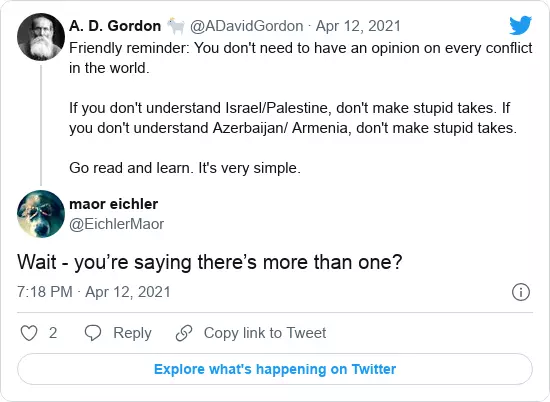 A. D. Gordon 🐐 @ADavidGordon · Apr 12, 2021
Friendly reminder: You don't need to have an opinion on every conflict
in the world.
If you don't understand Israel/Palestine, don't make stupid takes. If
you don't understand Azerbaijan/ Armenia, don't make stupid takes.
Go read and learn. It's very simple.
maor eichler
@EichlerMaor
Wait - you’re saying there’s more than one?
7:18 PM · Apr 12, 2021
2 Reply Copy link to Tweet
Explore what's happening on Twitter